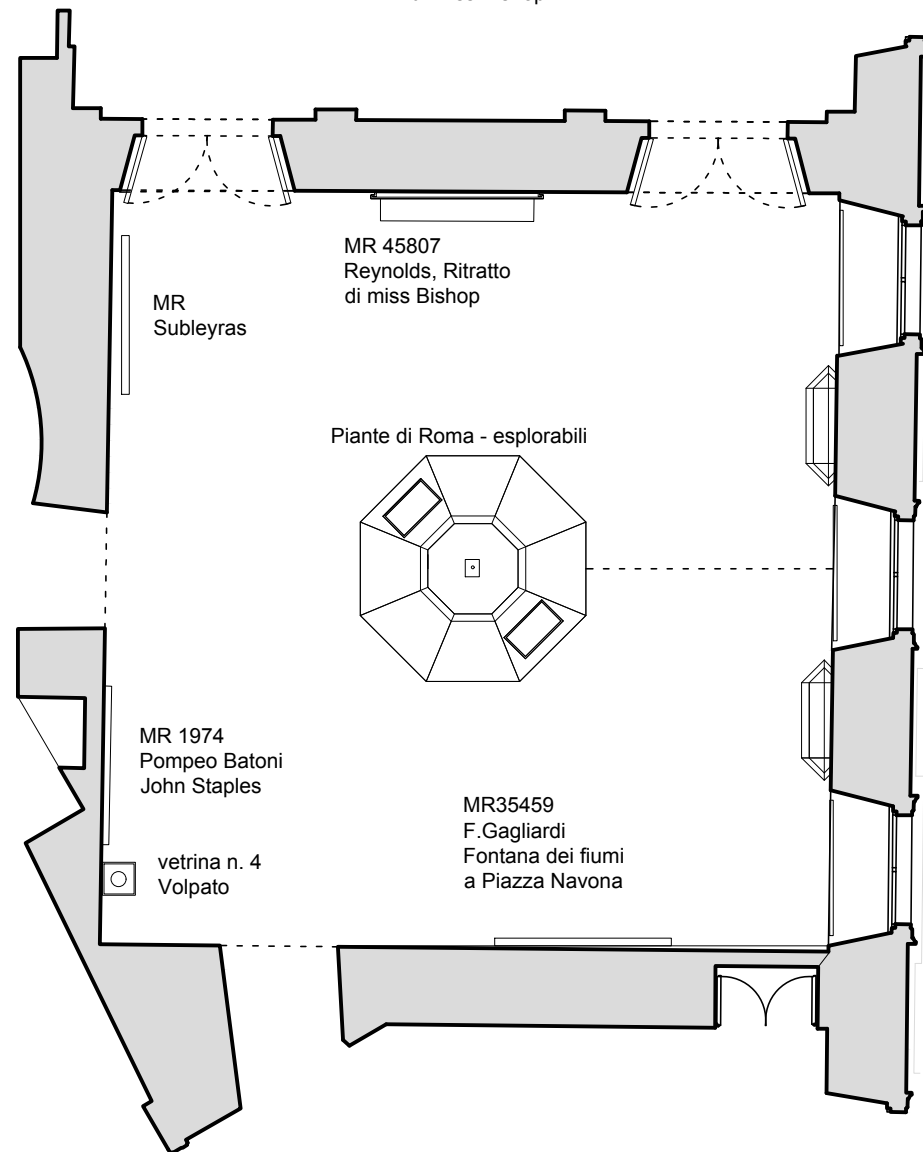 MR 45807
Reynolds, Ritratto
di miss Bishop
MR
Subleyras
Piante di Roma - esplorabili
MR 1974
Pompeo Batoni
John Staples
MR35459
F.Gagliardi
Fontana dei fiumi
a Piazza Navona
vetrina n. 4
Volpato